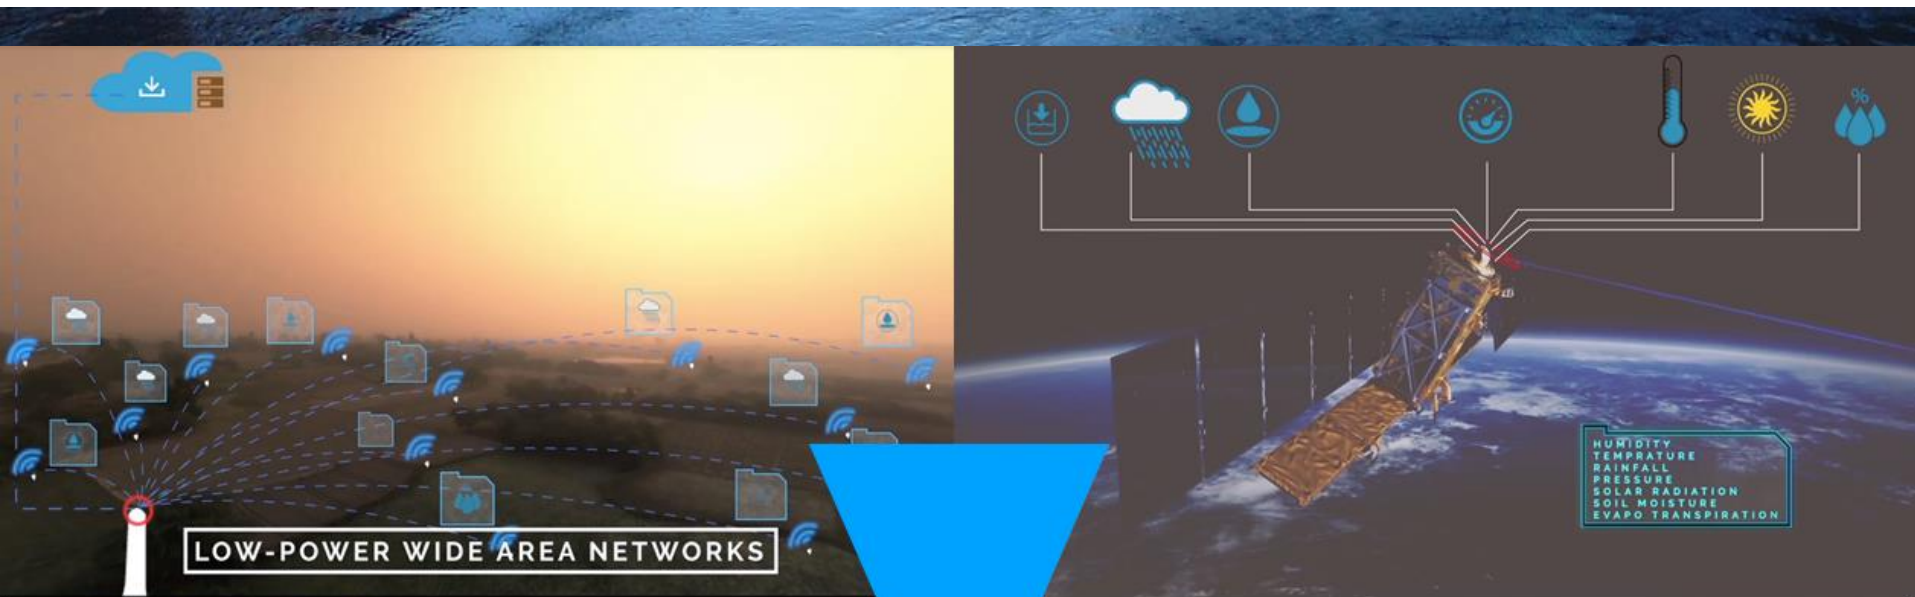 %
LOW-POWER WIDE AREA NETWORKS
HUMIDITY
TEMPRATURE
RAINFALL
PRESSURE
SOLAR RADIATION
SOIL MOISTURE
EVAPO TRANSPIRATION